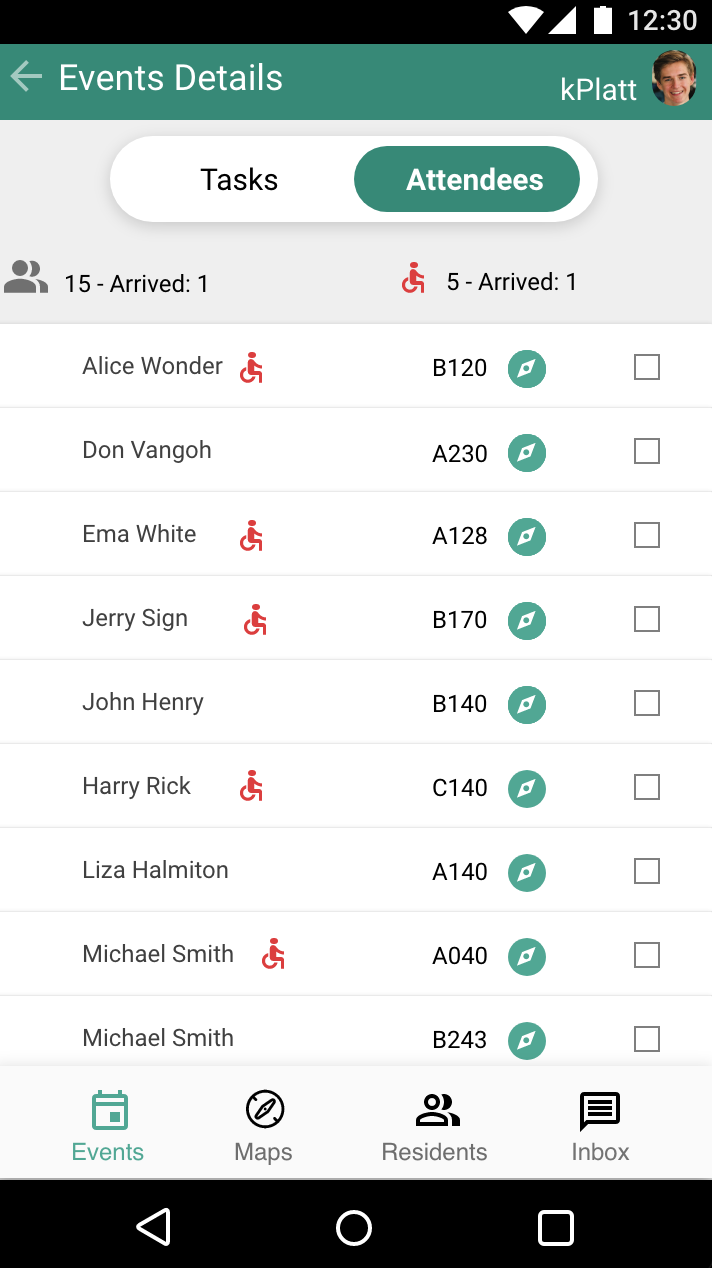 12:30
Events Details
kPlatt
Tasks
Attendees
15 - Arrived: 1
5 - Arrived: 1
Alice Wonder B120
Don Vangoh A230
Ema White A128
Jerry Sign B170
John Henry B140
Harry Rick C140
Liza Halmiton A140
Michael Smith A040
Michael Smith B243
Events Maps Residents Inbox